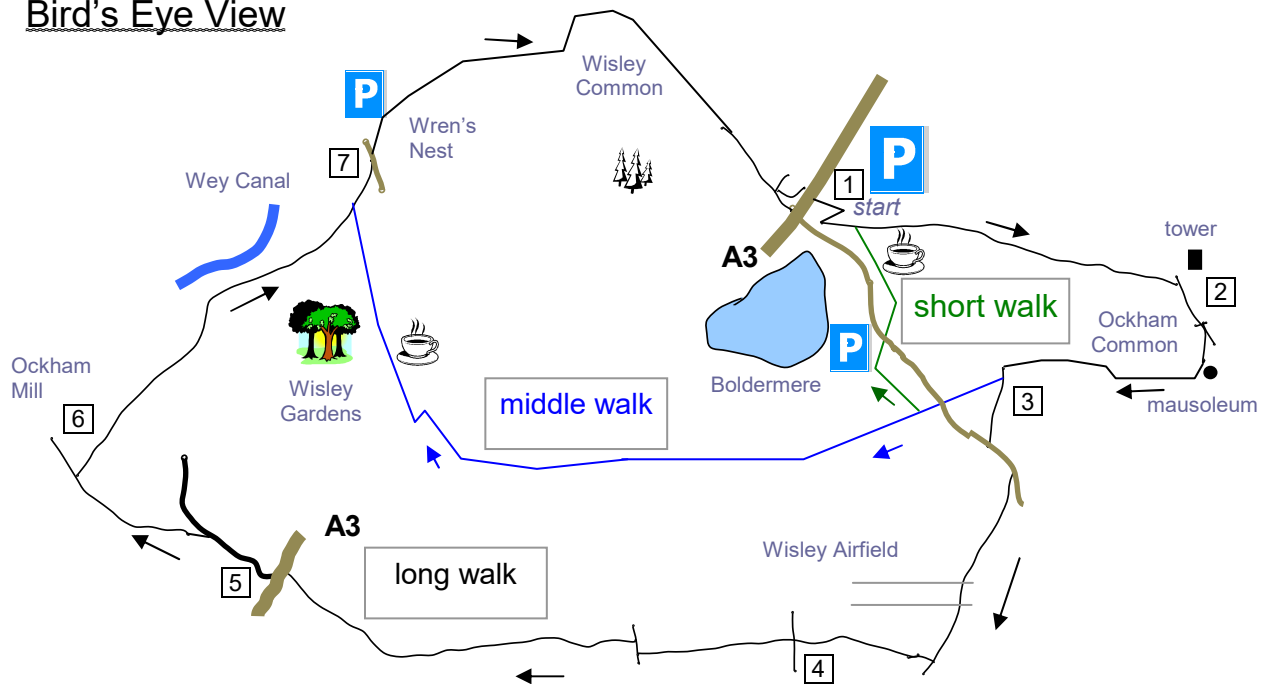 Bird's Eye View
Wisley
Common
P
Wren's
Nest
7
Wey Canal
P
1
start
A3
tower
2
short walk
Ockham
Common
P
Boldermere
3
mausoleum
Ockham
Mill
6
Wisley
Gardens
middle walk
A3
5
long walk
Wisley Airfield
4